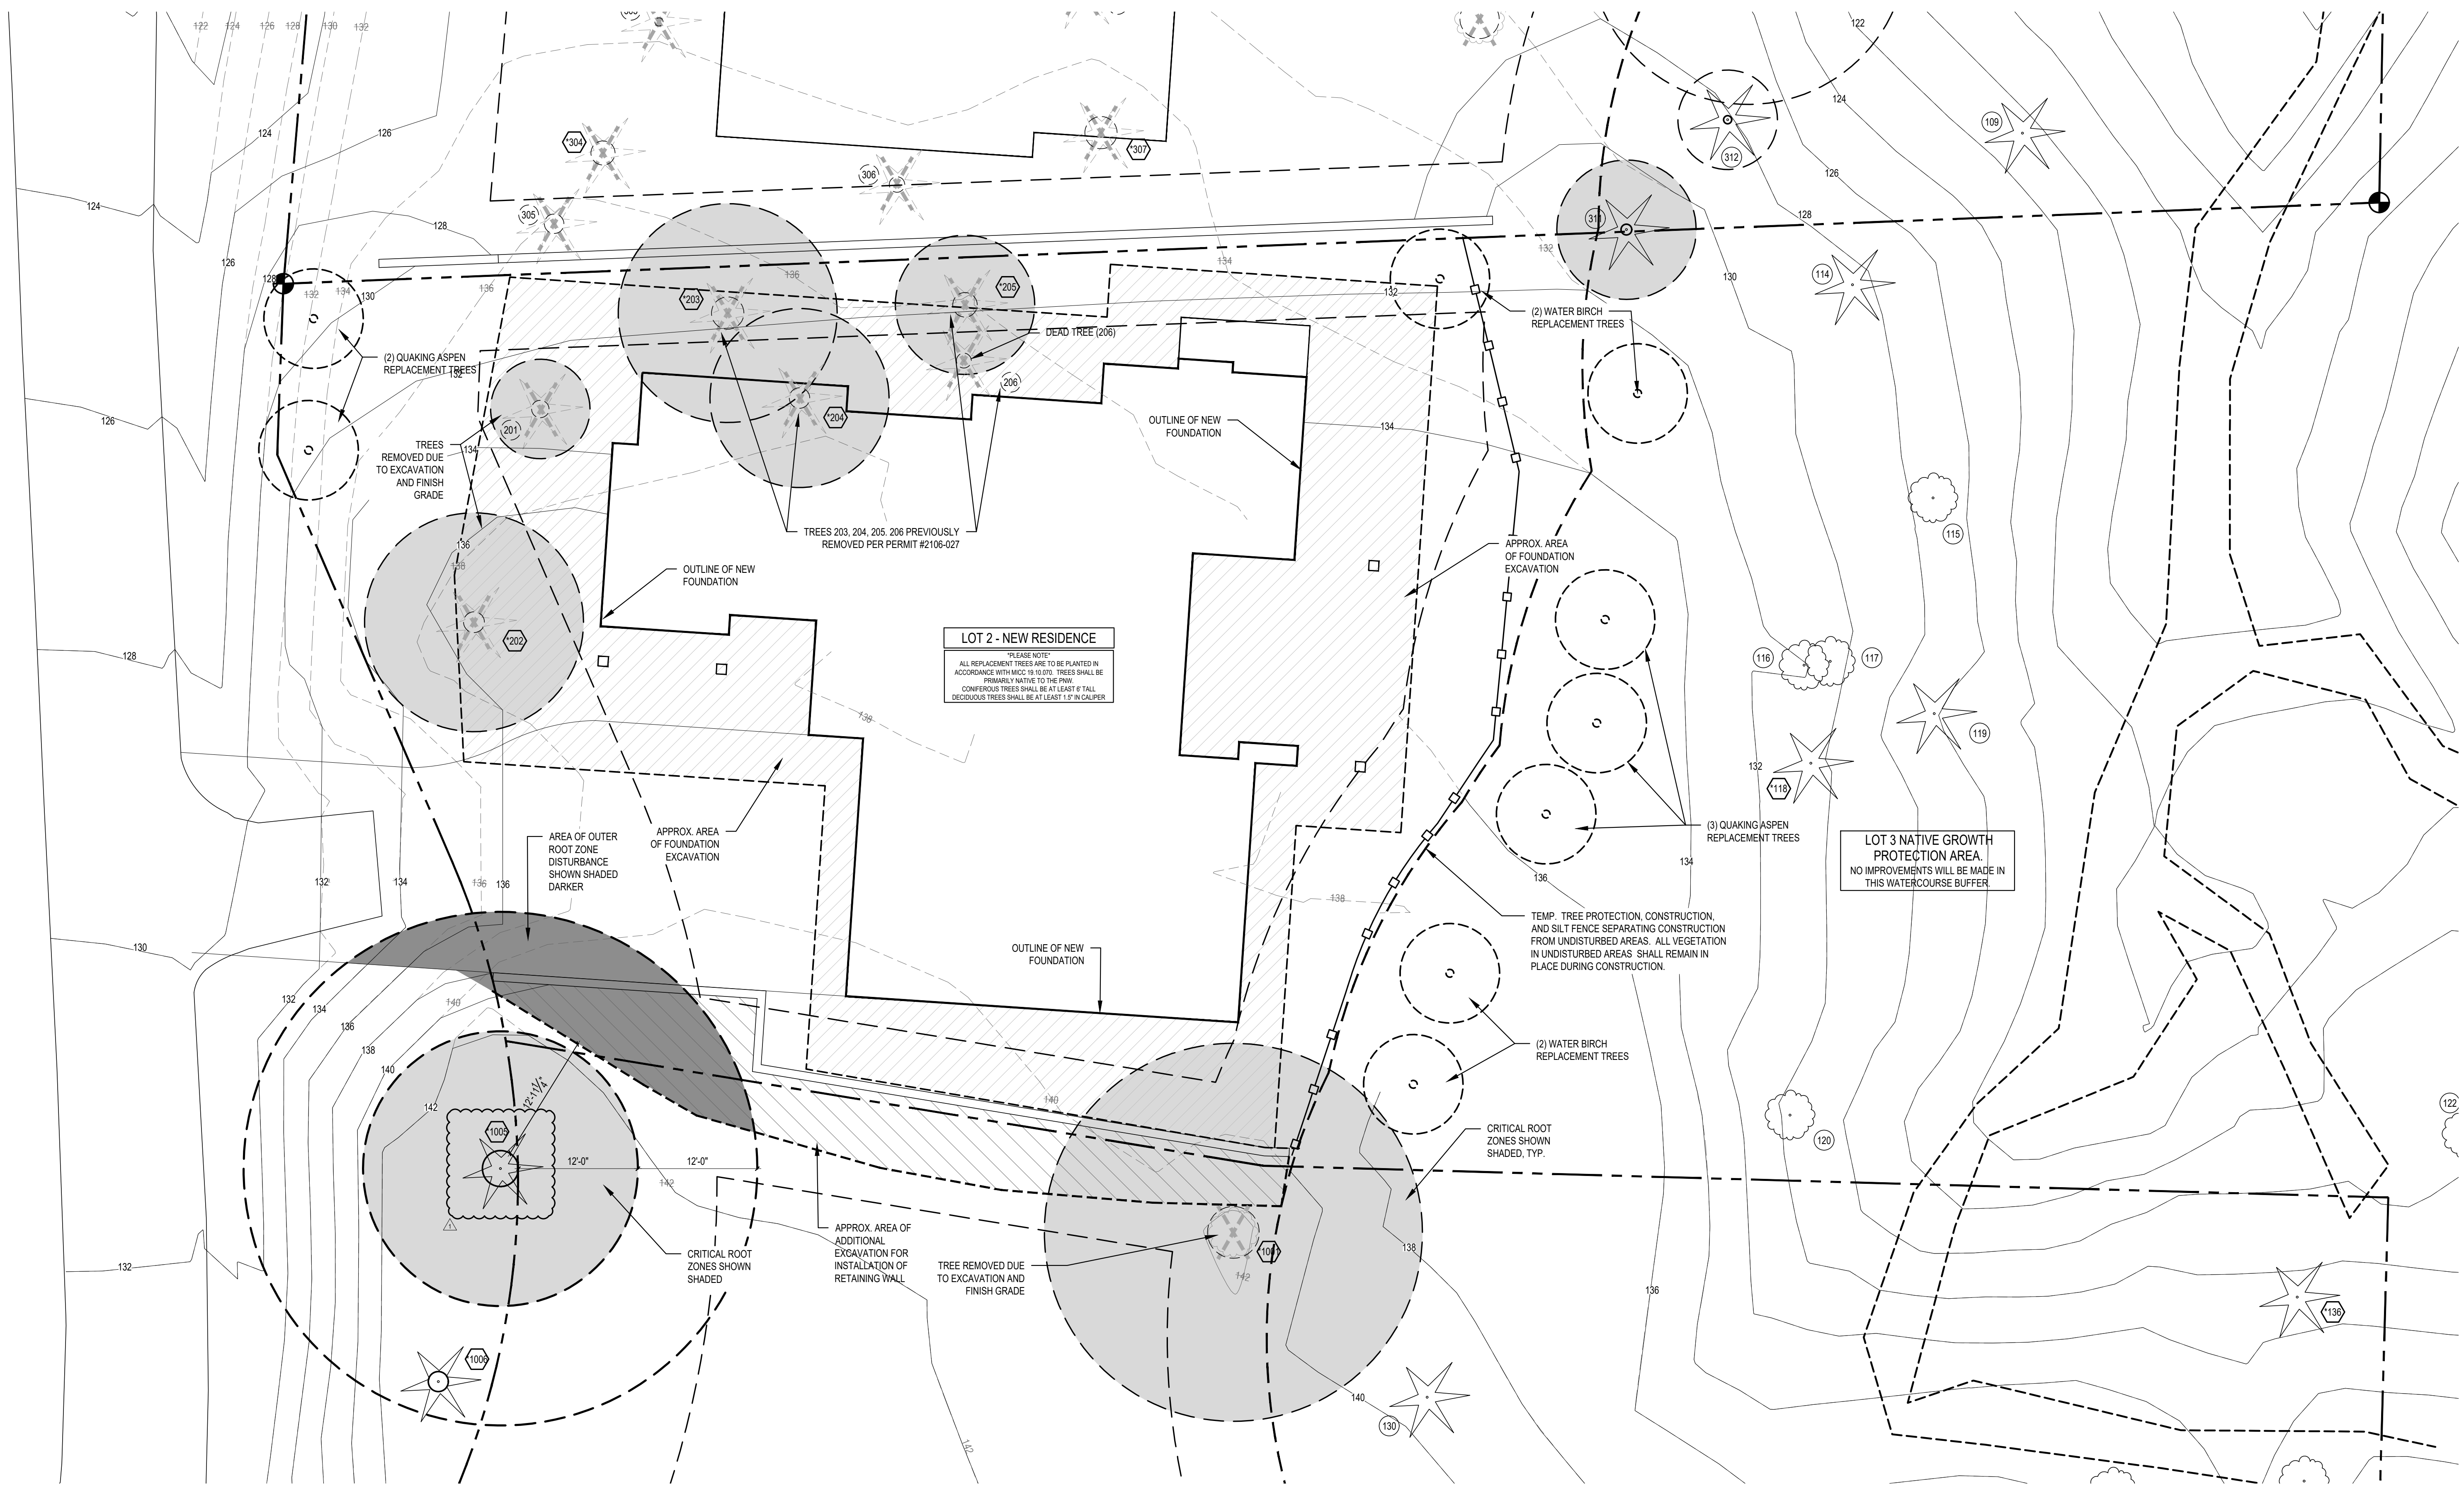 122
124
126
128
130
132
122
303
124
109
312
124
126
126
*304
*307
126
306
124
305
311
128
128
132
134
126
136
*203
136
*205
134
114
130
128
132
134
130
132
(2) WATER BIRCH
REPLACEMENT TREES
DEAD TREE (206)
(2) QUAKING ASPEN
REPLACEMENT TREES
132
206
126
201
*204
OUTLINE OF NEW
FOUNDATION
134
TREES
REMOVED DUE
TO EXCAVATION
AND FINISH
GRADE
134
115
TREES 203, 204, 205. 206 PREVIOUSLY
REMOVED PER PERMIT #2106-027
136
138
APPROX. AREA
OF FOUNDATION
EXCAVATION
OUTLINE OF NEW
FOUNDATION
*202
128
LOT 2 - NEW RESIDENCE
*PLEASE NOTE*
ALL REPLACEMENT TREES ARE TO BE PLANTED IN
ACCORDANCE WITH MICC 19.10.070. TREES SHALL BE
PRIMARILY NATIVE TO THE PNW.
CONIFEROUS TREES SHALL BE AT LEAST 6' TALL
DECIDUOUS TREES SHALL BE AT LEAST 1.5" IN CALIPER
116
117
138
119
132
*118
AREA OF OUTER
ROOT ZONE
DISTURBANCE
SHOWN SHADED
DARKER
APPROX. AREA
OF FOUNDATION
EXCAVATION
(3) QUAKING ASPEN
REPLACEMENT TREES
134
LOT 3 NATIVE GROWTH
PROTECTION AREA.
NO IMPROVEMENTS WILL BE MADE IN
THIS WATERCOURSE BUFFER.
132
134
136
136
136
138
TEMP. TREE PROTECTION, CONSTRUCTION,
AND SILT FENCE SEPARATING CONSTRUCTION
FROM UNDISTURBED AREAS. ALL VEGETATION
IN UNDISTURBED AREAS SHALL REMAIN IN
PLACE DURING CONSTRUCTION.
130
OUTLINE OF NEW
FOUNDATION
132
134
140
136
138
140
142
12'-11¼"
(2) WATER BIRCH
REPLACEMENT TREES
140
122
*1005
12'-0"
12'-0"
142
CRITICAL ROOT
ZONES SHOWN
SHADED, TYP.
120
1
APPROX. AREA OF
ADDITIONAL
EXCAVATION FOR
INSTALLATION OF
RETAINING WALL
CRITICAL ROOT
ZONES SHOWN
SHADED
132
TREE REMOVED DUE
TO EXCAVATION AND
FINISH GRADE
*1001
142
138
136
*136
*1006
140
130
142